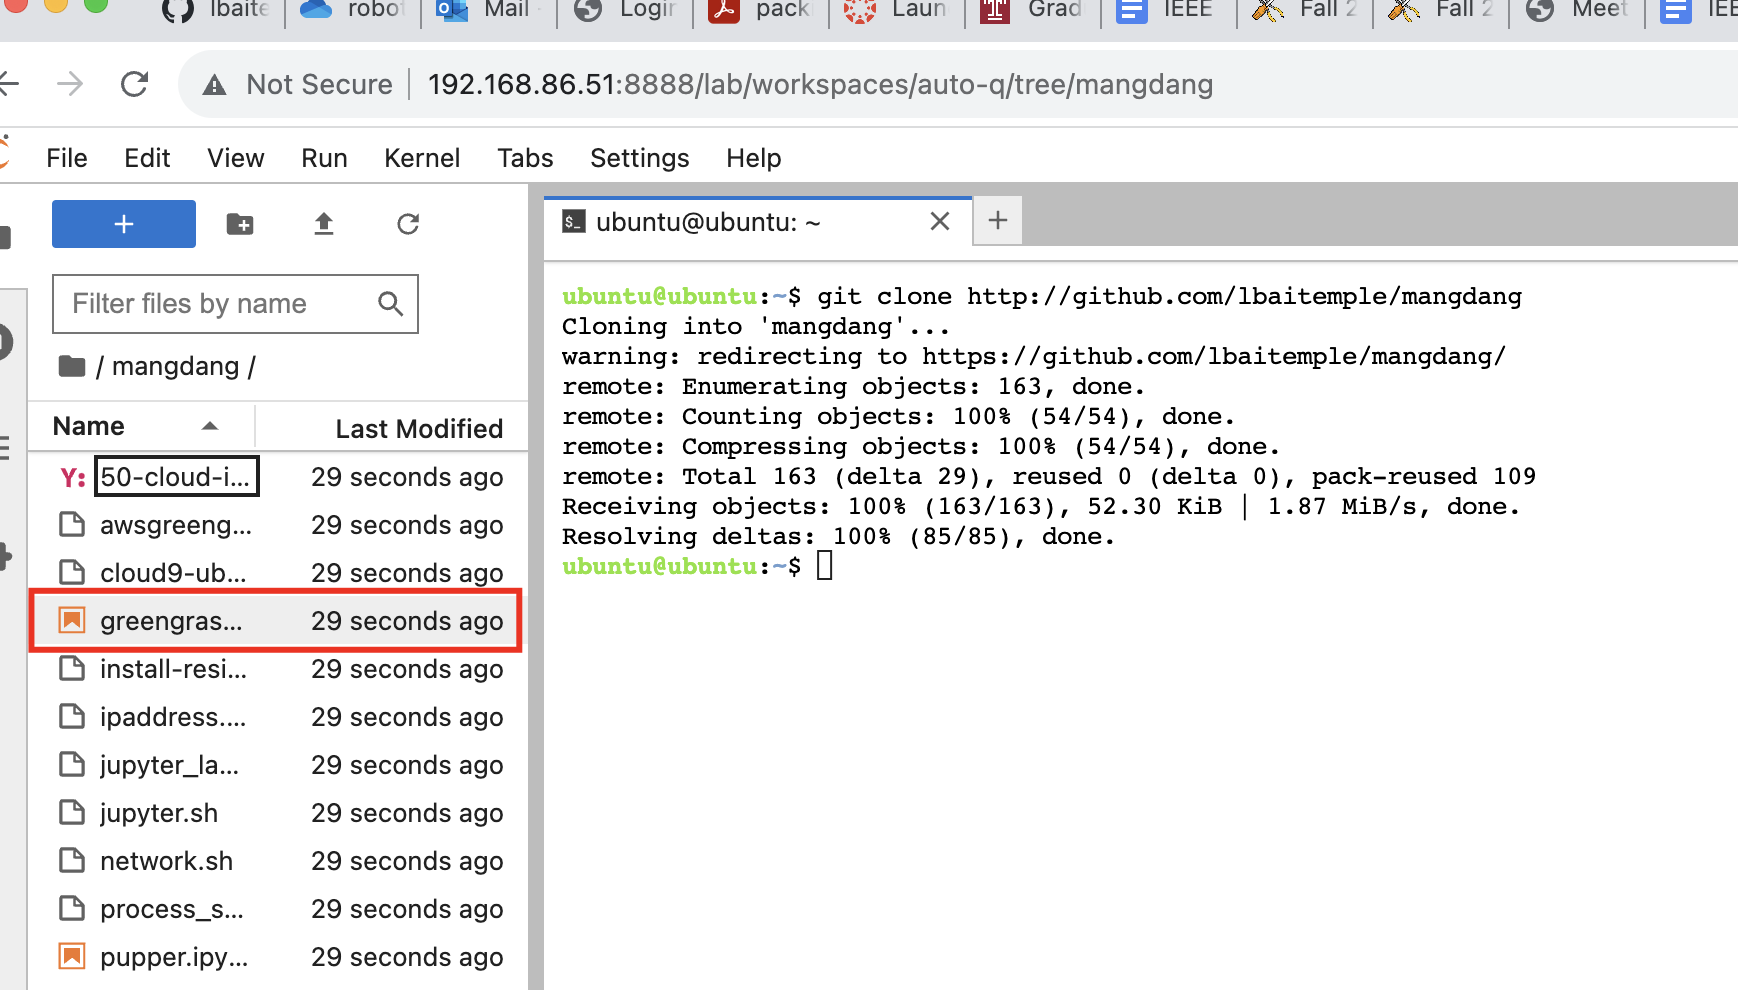 lbaite
robot
Mail
Login
pack
Laun
Grad
IEEE
Fall 2
Fall 2
Meet
IEE
Not Secure | 192.168.86.51:8888/lab/workspaces/auto-q/tree/mangdang
File Edit View Run Kernel Tabs Settings Help
+
$_ ubuntu@ubuntu: ~
Filter files by name
/ mangdang /
Name Last Modified
Y: 50-cloud-i... 29 seconds ago
awsgreeng... 29 seconds ago
cloud9-ub... 29 seconds ago
greengras... 29 seconds ago
install-resi... 29 seconds ago
ipaddress.... 29 seconds ago
jupyter_la... 29 seconds ago
jupyter.sh 29 seconds ago
network.sh 29 seconds ago
process_s... 29 seconds ago
pupper.ipy... 29 seconds ago
ubuntu@ubuntu:~$ git clone http://github.com/lbaitemple/mangdang
Cloning into 'mangdang'...
warning: redirecting to https://github.com/lbaitemple/mangdang/
remote: Enumerating objects: 163, done.
remote: Counting objects: 100% (54/54), done.
remote: Compressing objects: 100% (54/54), done.
remote: Total 163 (delta 29), reused 0 (delta 0), pack-reused 109
Receiving objects: 100% (163/163), 52.30 KiB | 1.87 MiB/s, done.
Resolving deltas: 100% (85/85), done.
ubuntu@ubuntu:~$